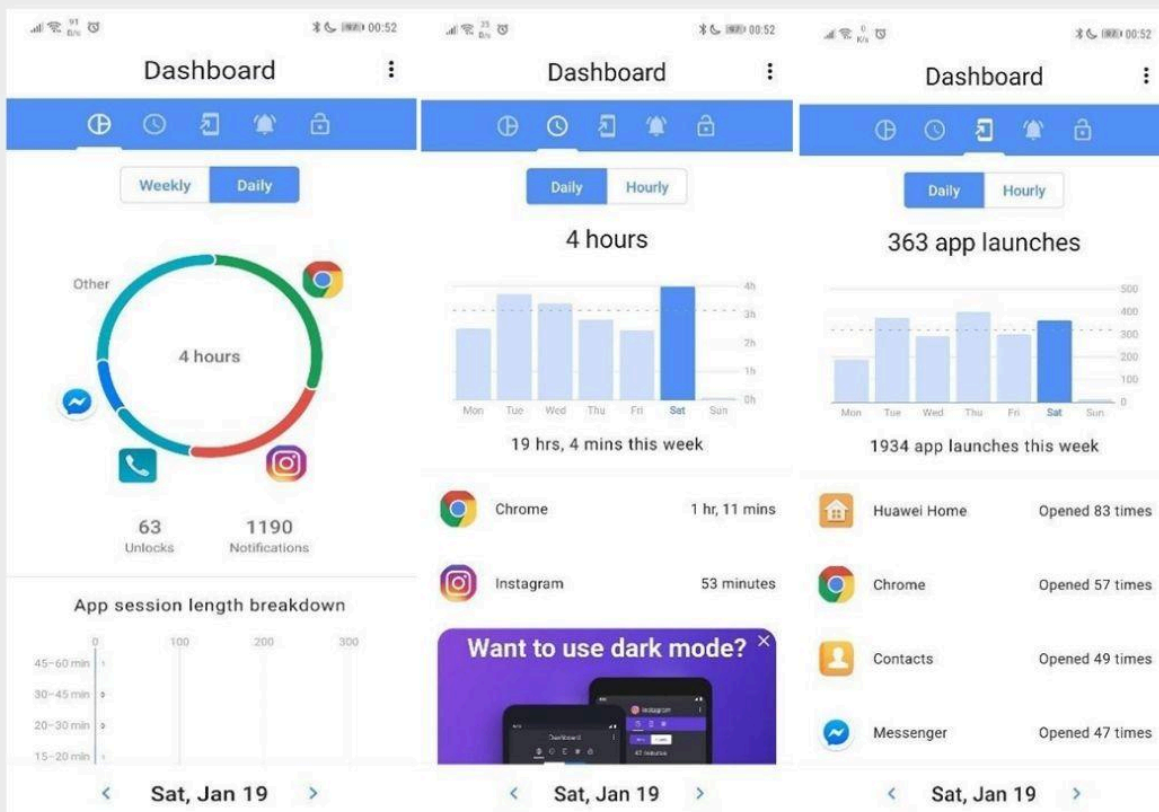 91 B/s
00:52
Dashboard
Weekly Daily
Other
4 hours
63 1190
Unlocks Notifications
App session length breakdown
0 100 200 300
45-60 min
30-45 min
20-30 min
15-20 min
Sat, Jan 19
00:52
Dashboard
Daily Hourly
4 hours
4h
3h
2h
1h
0h
Mon Tue Wed Thu Fri Sat Sun
19 hrs, 4 mins this week
Chrome 1 hr, 11 mins
Instagram 53 minutes
Want to use dark mode?
Dashboard
Instagram
47 minutes
Sat, Jan 19
0 K/s
00:52
Dashboard
Daily Hourly
363 app launches
500
400
300
200
100
0
Mon Tue Wed Thu Fri Sat Sun
1934 app launches this week
Huawei Home Opened 83 times
Chrome Opened 57 times
Contacts Opened 49 times
Messenger Opened 47 times
Sat, Jan 19